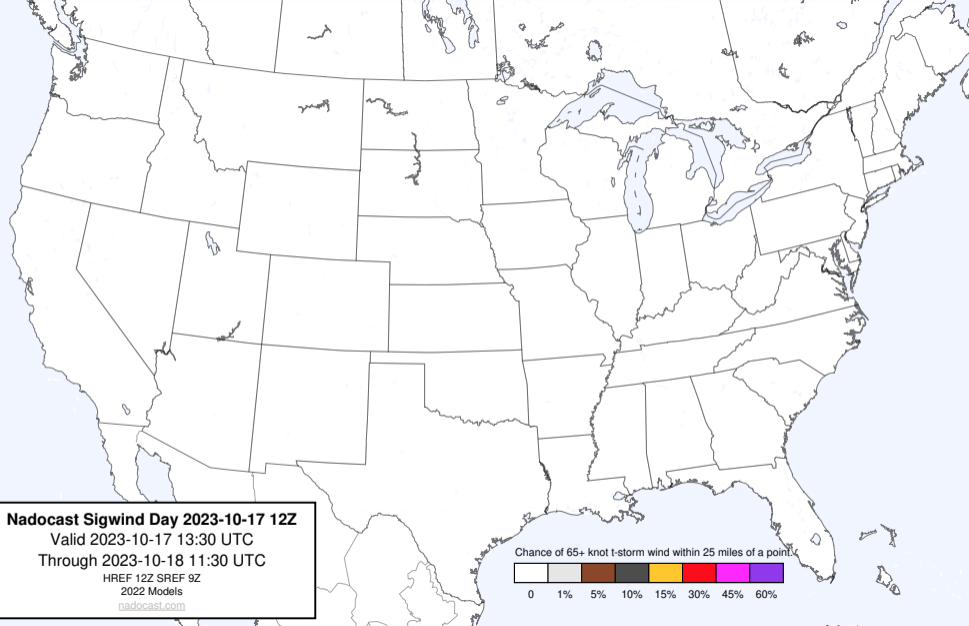 Nadocast Sigwind Day 2023-10-17 12Z
Valid 2023-10-17 13:30 UTC
Through 2023-10-18 11:30 UTC
HREF 12Z SREF 9Z
2022 Models
nadocast.com
Chance of 65+ knot t-storm wind within 25 miles of a point.
0 1% 5% 10% 15% 30% 45% 60%